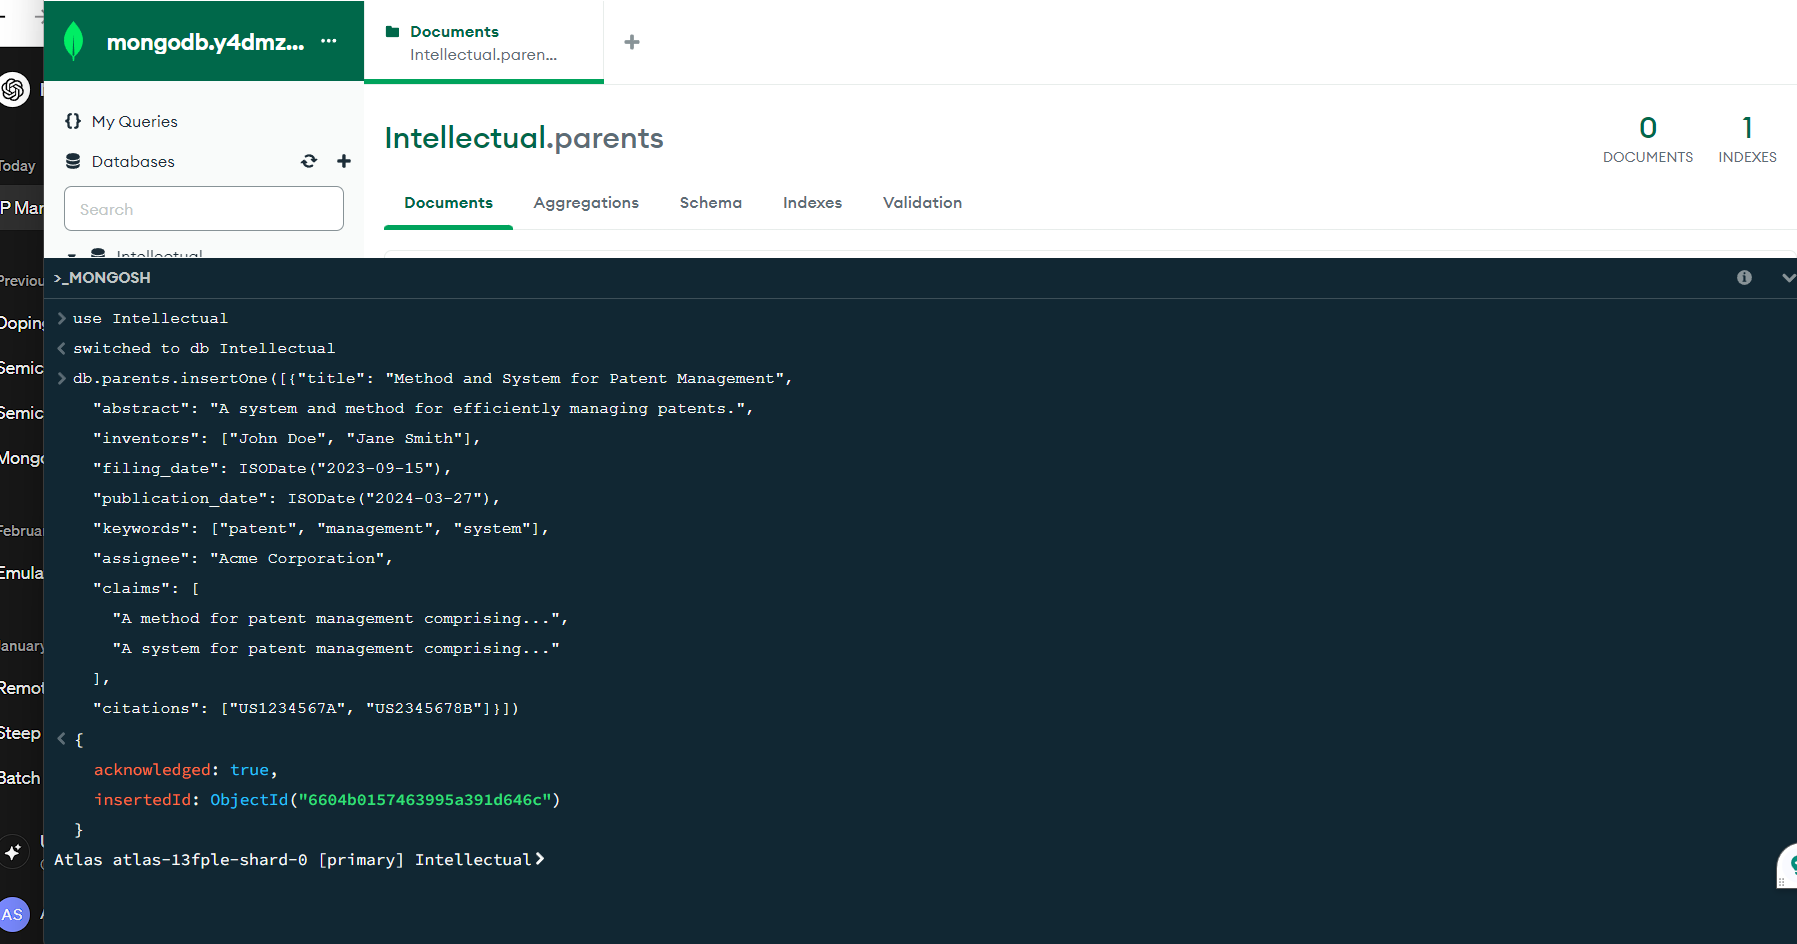 mongodb.y4dmz... ...
Documents
Intellectual.paren...
+
{} My Queries
Databases
Search
Intellectual
Intellectual.parents
0
DOCUMENTS
1
INDEXES
Documents Aggregations Schema Indexes Validation
>_MONGOSH
> use Intellectual
< switched to db Intellectual
> db.parents.insertOne([{"title": "Method and System for Patent Management",
"abstract": "A system and method for efficiently managing patents.",
"inventors": ["John Doe", "Jane Smith"],
"filing_date": ISODate("2023-09-15"),
"publication_date": ISODate("2024-03-27"),
"keywords": ["patent", "management", "system"],
"assignee": "Acme Corporation",
"claims": [
"A method for patent management comprising...",
"A system for patent management comprising..."
],
"citations": ["US1234567A", "US2345678B"]}])
< {
acknowledged: true,
insertedId: ObjectId("6604b0157463995a391d646c")
}
Atlas atlas-13fple-shard-0 [primary] Intellectual>
Today
P Mar
Previou
Doping
Semic
Semic
Mongo
Februar
Emula
January
Remot
Steep
Batch
AS